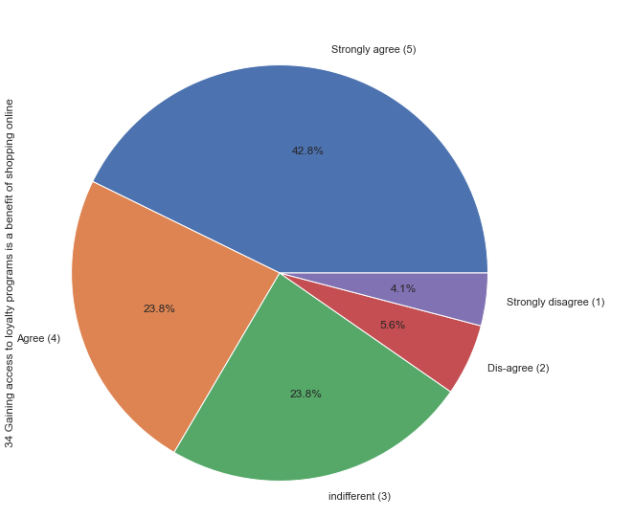 34 Gaining access to loyalty programs is a benefit of shopping online
Strongly agree (5)
42.8%
Agree (4)
23.8%
indifferent (3)
23.8%
Dis-agree (2)
5.6%
Strongly disagree (1)
4.1%